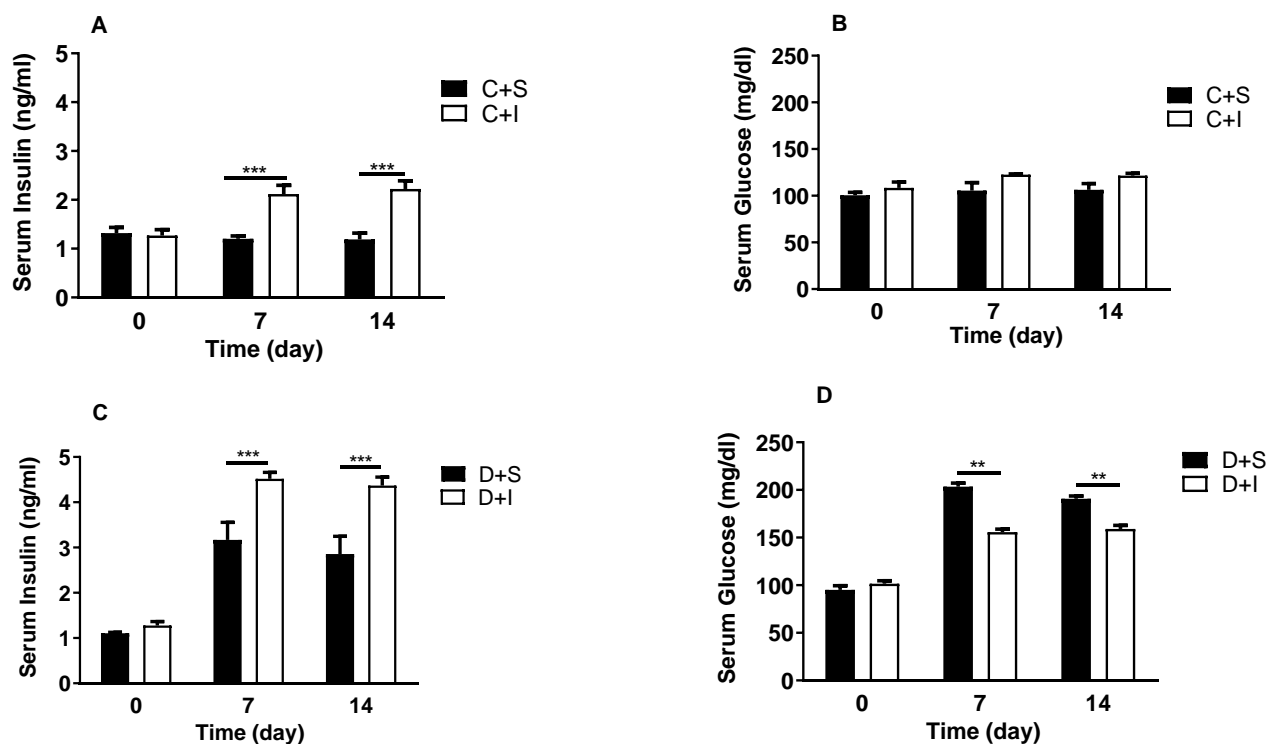 A
Serum Insulin (ng/ml)
5
4
3
2
1
0
***
***
0 7 14
Time (day)
C+S
C+I
B
Serum Glucose (mg/dl)
250
200
150
100
50
0
0 7 14
Time (day)
C+S
C+I
C
Serum Insulin (ng/ml)
5
4
3
2
1
0
***
***
0 7 14
Time (day)
D+S
D+I
D
Serum Glucose (mg/dl)
250
200
150
100
50
0
**
**
0 7 14
Time (day)
D+S
D+I